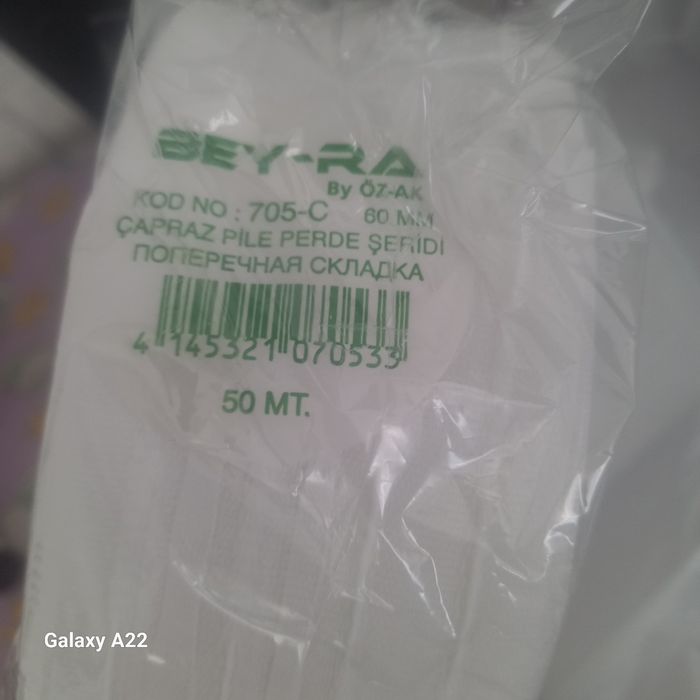 BEY-RA
By ÖZ-AK
KOD NO : 705-C 60 MM
ÇAPRAZ PİLE PERDE ŞERİDİ
ПОПЕРЕЧНАЯ СКЛАДКА
4 145321 070533
50 MT.
Galaxy A22